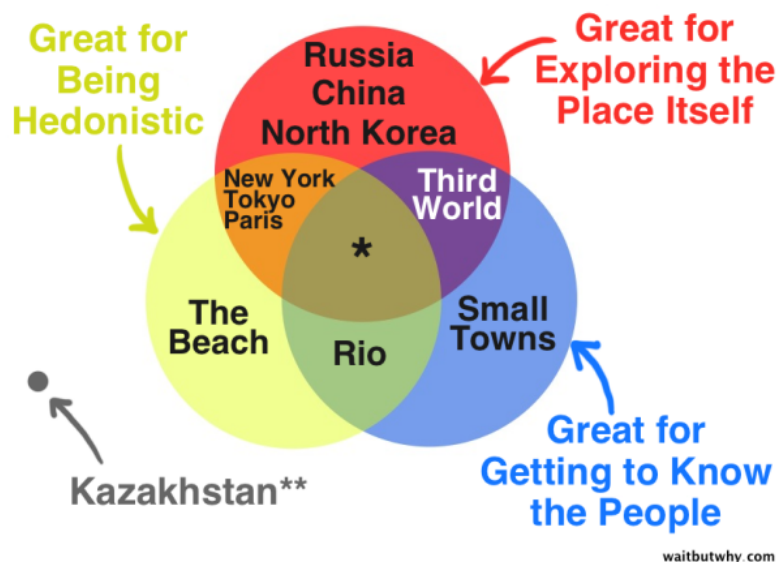 Great for
Being
Hedonistic
Great for
Exploring the
Place Itself
Russia
China
North Korea
New York
Tokyo
Paris
Third
World
*
The
Beach
Rio
Small
Towns
Kazakhstan**
Great for
Getting to Know
the People
waitbutwhy.com